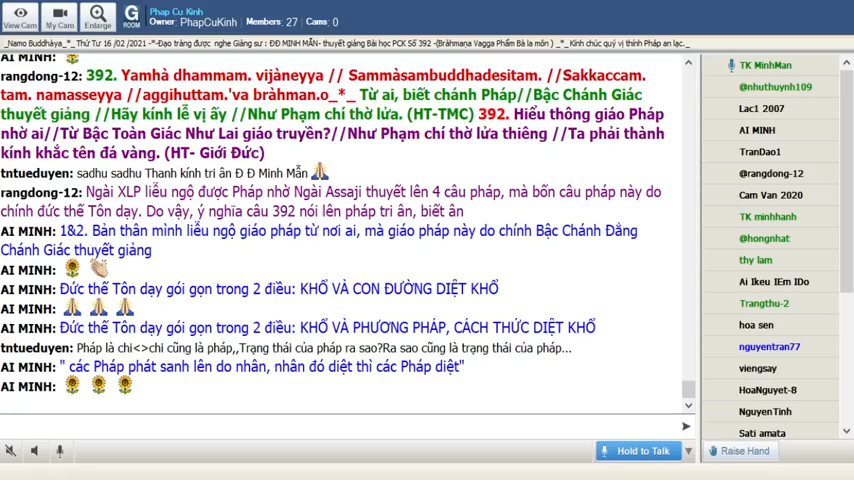 View Cam
My Cam
Enlarge
G
ROOM
Phap Cu Kinh
Owner: PhapCuKinh | Members: 27 | Cams: 0
_Namo Buddhàya_*_ Thứ Tư 16 /02 /2021 -*-Đạo tràng được nghe Giảng sư : ĐĐ MINH MẪN- thuyết giảng Bài học PCK Số 392 -(Bràhmaṇa Vagga Phẩm Bà la môn ) _*_ Kính chúc quý vị thính Pháp an lạc._
AI MINH:
rangdong-12: 392. Yamhà dhammam. vijàneyya // Sammàsambuddhadesitam. //Sakkaccam.
tam. namasseyya //aggihuttam.'va bràhman.o_*_ Từ ai, biết chánh Pháp//Bậc Chánh Giác
thuyết giảng //Hãy kính lễ vị ấy //Như Phạm chí thờ lửa. (HT-TMC) 392. Hiểu thông giáo Pháp
nhờ ai//Từ Bậc Toàn Giác Như Lai giáo truyền?//Như Phạm chí thờ lửa thiêng //Ta phải thành
kính khắc tên đá vàng. (HT- Giới Đức)
tntueduyen: sadhu sadhu Thanh kính tri ân Đ Đ Minh Mẫn
rangdong-12: Ngài XLP liễu ngộ được Pháp nhờ Ngài Assaji thuyết lên 4 câu pháp, mà bốn câu pháp này do
chính đức thế Tôn dạy. Do vậy, ý nghĩa câu 392 nói lên pháp tri ân, biết ân
AI MINH: 1&2. Bản thân mình liễu ngộ giáo pháp từ nơi ai, mà giáo pháp này do chính Bậc Chánh Đẳng
Chánh Giác thuyết giảng
AI MINH:
AI MINH: Đức thế Tôn dạy gói gọn trong 2 điều: KHỔ VÀ CON ĐƯỜNG DIỆT KHỔ
AI MINH:
AI MINH: Đức thế Tôn dạy gói gọn trong 2 điều: KHỔ VÀ PHƯƠNG PHÁP, CÁCH THỨC DIỆT KHỔ
tntueduyen: Pháp là chi<>chi cũng là pháp,,Trạng thái của pháp ra sao?Ra sao cũng là trạng thái của pháp...
AI MINH: " các Pháp phát sanh lên do nhân, nhân đó diệt thì các Pháp diệt"
AI MINH:
Hold to Talk
TK MinhMan
@nhuthuynh109
Lac1 2007
AI MINH
TranDao1
@rangdong-12
Cam Van 2020
TK minhhanh
@hongnhat
thy lam
Ai Ikeu IEm IDo
Trangthu-2
hoa sen
nguyentran77
viengsay
HoaNguyet-8
NguyenTinh
Sati amata
Raise Hand